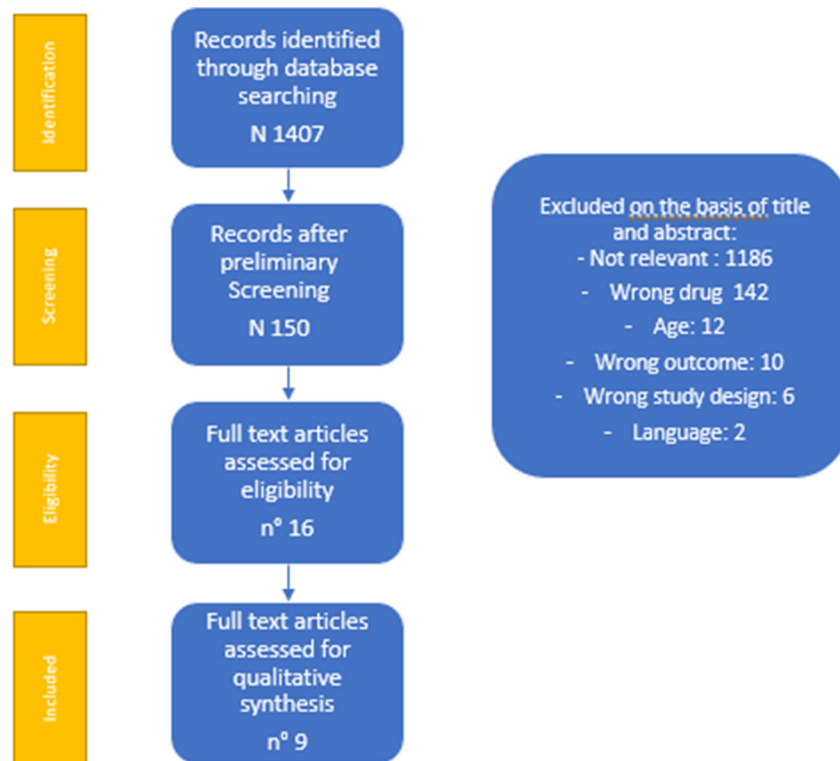 Identification
Records identified
through database
searching
N 1407
Screening
Records after
preliminary
Screening
N 150
Excluded on the basis of title
and abstract:
- Not relevant : 1186
- Wrong drug 142
- Age: 12
- Wrong outcome: 10
- Wrong study design: 6
- Language: 2
Eligibility
Full text articles
assessed for
eligibility
n° 16
Included
Full text articles
assessed for
qualitative
synthesis
n° 9